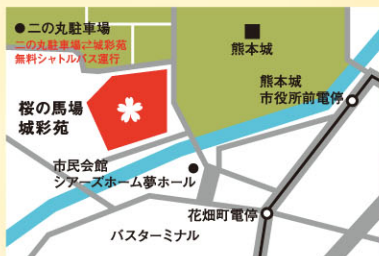 ●二の丸駐車場
二の丸駐車場⇄城彩苑
無料シャトルバス運行
熊本城
熊本城
市役所前電停
桜の馬場
城彩苑
市民会館
シアーズホーム夢ホール
花畑町電停
バスターミナル